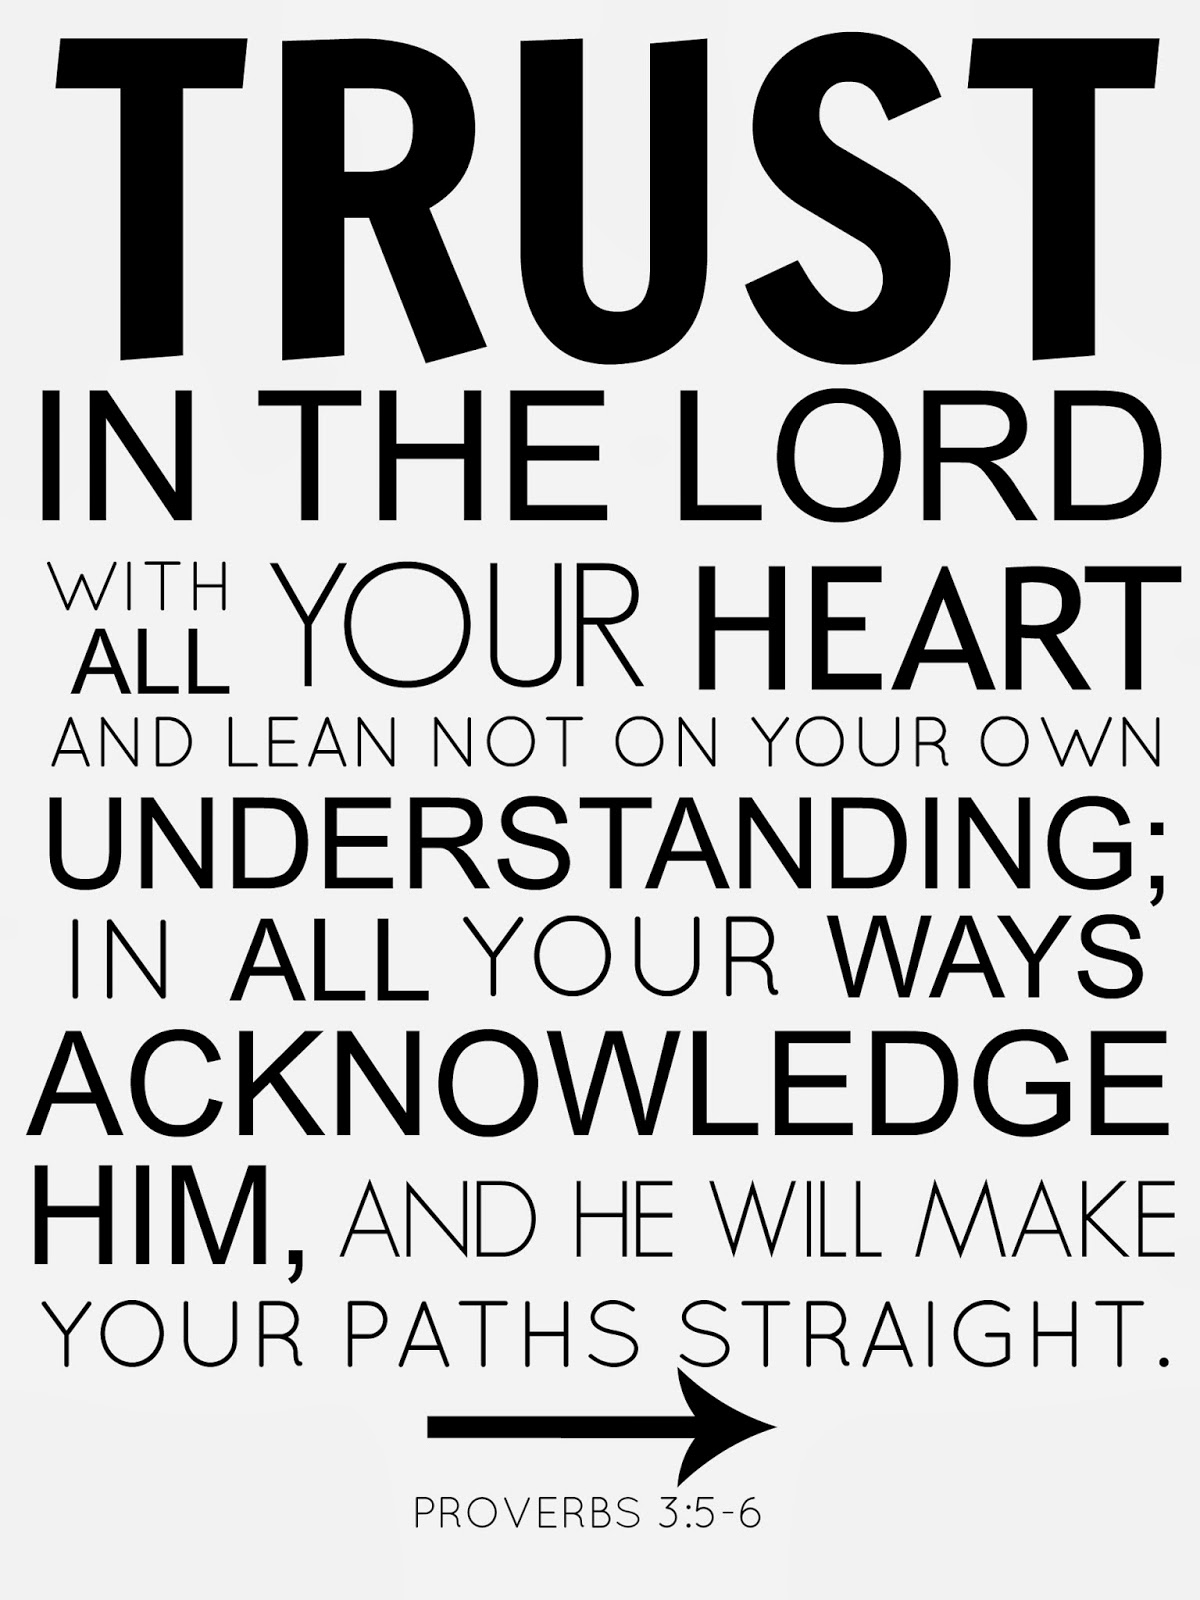 TRUST
IN THE LORD
WITH ALL YOUR HEART
AND LEAN NOT ON YOUR OWN
UNDERSTANDING;
IN ALL YOUR WAYS
ACKNOWLEDGE
HIM, AND HE WILL MAKE
YOUR PATHS STRAIGHT.
PROVERBS 3:5-6